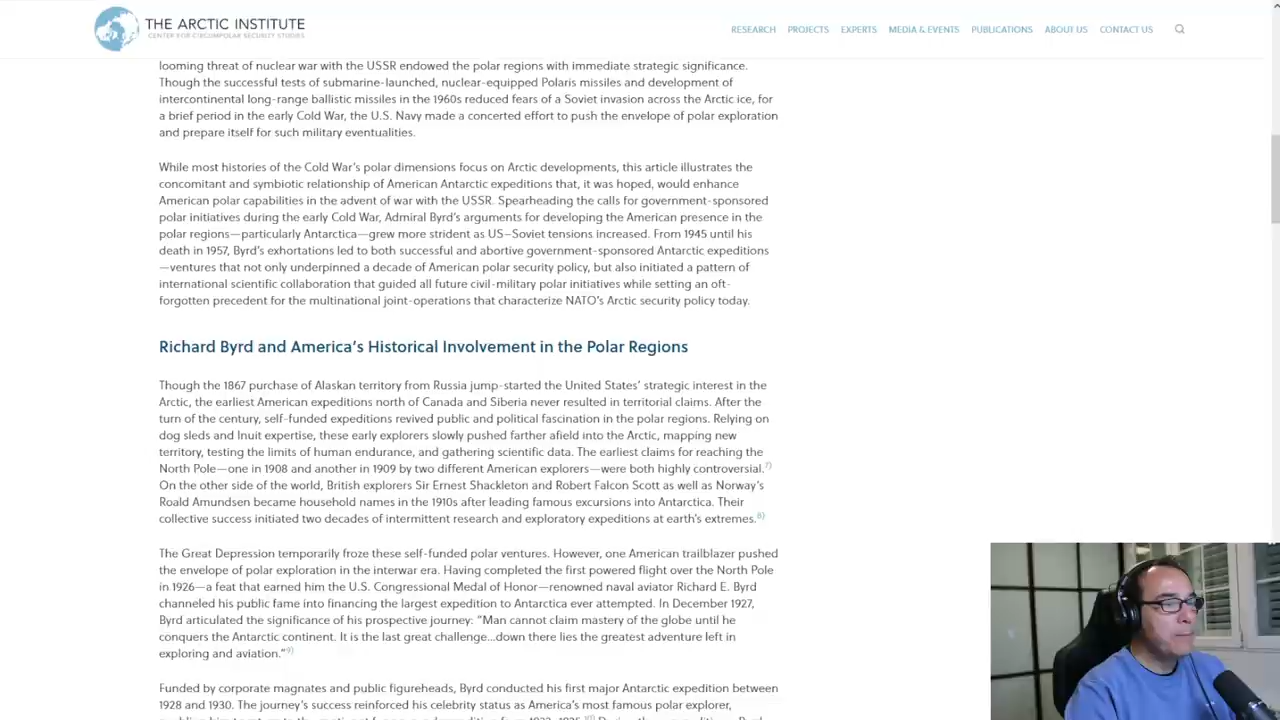 THE ARCTIC INSTITUTE
CENTER FOR CIRCUMPOLAR SECURITY STUDIES
RESEARCH PROJECTS EXPERTS MEDIA & EVENTS PUBLICATIONS ABOUT US CONTACT US
looming threat of nuclear war with the USSR endowed the polar regions with immediate strategic significance.
Though the successful tests of submarine-launched, nuclear-equipped Polaris missiles and development of
intercontinental long-range ballistic missiles in the 1960s reduced fears of a Soviet invasion across the Arctic ice, for
a brief period in the early Cold War, the U.S. Navy made a concerted effort to push the envelope of polar exploration
and prepare itself for such military eventualities.
While most histories of the Cold War's polar dimensions focus on Arctic developments, this article illustrates the
concomitant and symbiotic relationship of American Antarctic expeditions that, it was hoped, would enhance
American polar capabilities in the advent of war with the USSR. Spearheading the calls for government-sponsored
polar initiatives during the early Cold War, Admiral Byrd's arguments for developing the American presence in the
polar regions—particularly Antarctica—grew more strident as US–Soviet tensions increased. From 1945 until his
death in 1957, Byrd's exhortations led to both successful and abortive government-sponsored Antarctic expeditions
—ventures that not only underpinned a decade of American polar security policy, but also initiated a pattern of
international scientific collaboration that guided all future civil-military polar initiatives while setting an oft-
forgotten precedent for the multinational joint-operations that characterize NATO's Arctic security policy today.
Richard Byrd and America's Historical Involvement in the Polar Regions
Though the 1867 purchase of Alaskan territory from Russia jump-started the United States' strategic interest in the
Arctic, the earliest American expeditions north of Canada and Siberia never resulted in territorial claims. After the
turn of the century, self-funded expeditions revived public and political fascination in the polar regions. Relying on
dog sleds and Inuit expertise, these early explorers slowly pushed farther afield into the Arctic, mapping new
territory, testing the limits of human endurance, and gathering scientific data. The earliest claims for reaching the
North Pole—one in 1908 and another in 1909 by two different American explorers—were both highly controversial.7)
On the other side of the world, British explorers Sir Ernest Shackleton and Robert Falcon Scott as well as Norway's
Roald Amundsen became household names in the 1910s after leading famous excursions into Antarctica. Their
collective success initiated two decades of intermittent research and exploratory expeditions at earth's extremes.8)
The Great Depression temporarily froze these self-funded polar ventures. However, one American trailblazer pushed
the envelope of polar exploration in the interwar era. Having completed the first powered flight over the North Pole
in 1926—a feat that earned him the U.S. Congressional Medal of Honor—renowned naval aviator Richard E. Byrd
channeled his public fame into financing the largest expedition to Antarctica ever attempted. In December 1927,
Byrd articulated the significance of his prospective journey: "Man cannot claim mastery of the globe until he
conquers the Antarctic continent. It is the last great challenge...down there lies the greatest adventure left in
exploring and aviation."9)
Funded by corporate magnates and public figureheads, Byrd conducted his first major Antarctic expedition between
1928 and 1930. The journey's success reinforced his celebrity status as America's most famous polar explorer,